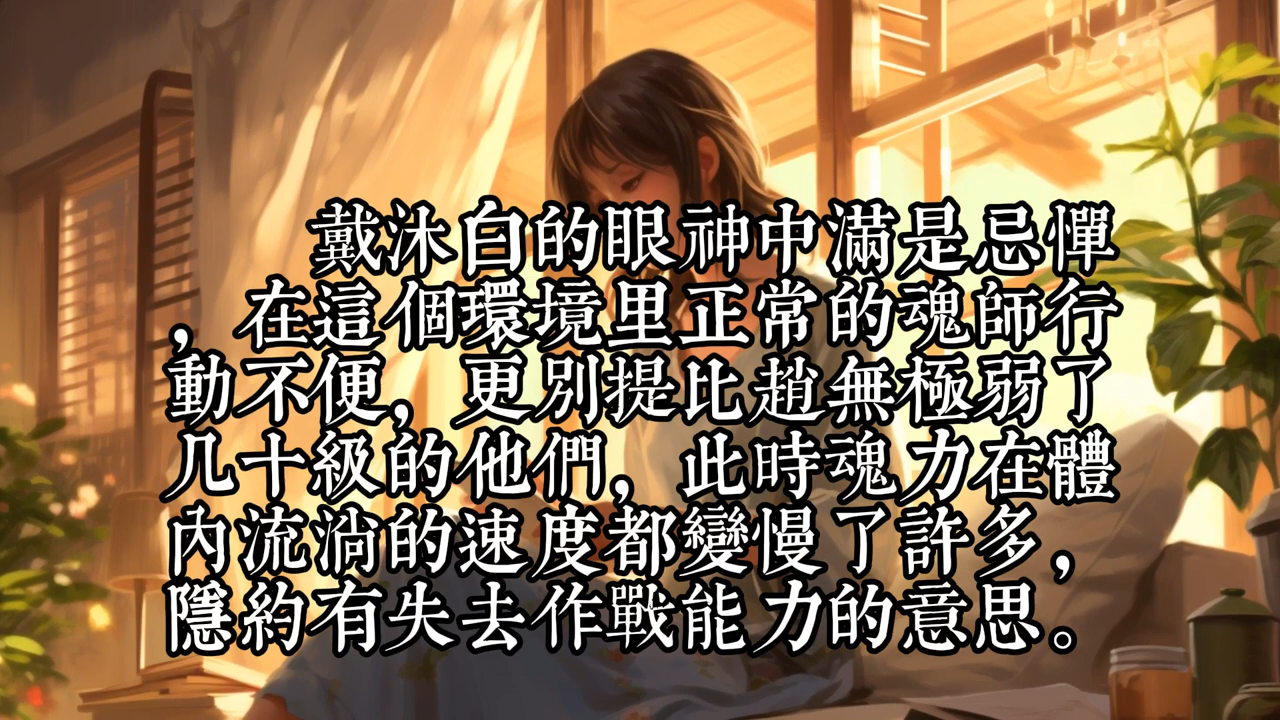 戴沐白的眼神中滿是忌憚
，在這個環境里正常的魂師行
動不便，更別提比趙無極弱了
几十級的他們，此時魂力在體
內流淌的速度都變慢了許多，
隱約有失去作戰能力的意思。